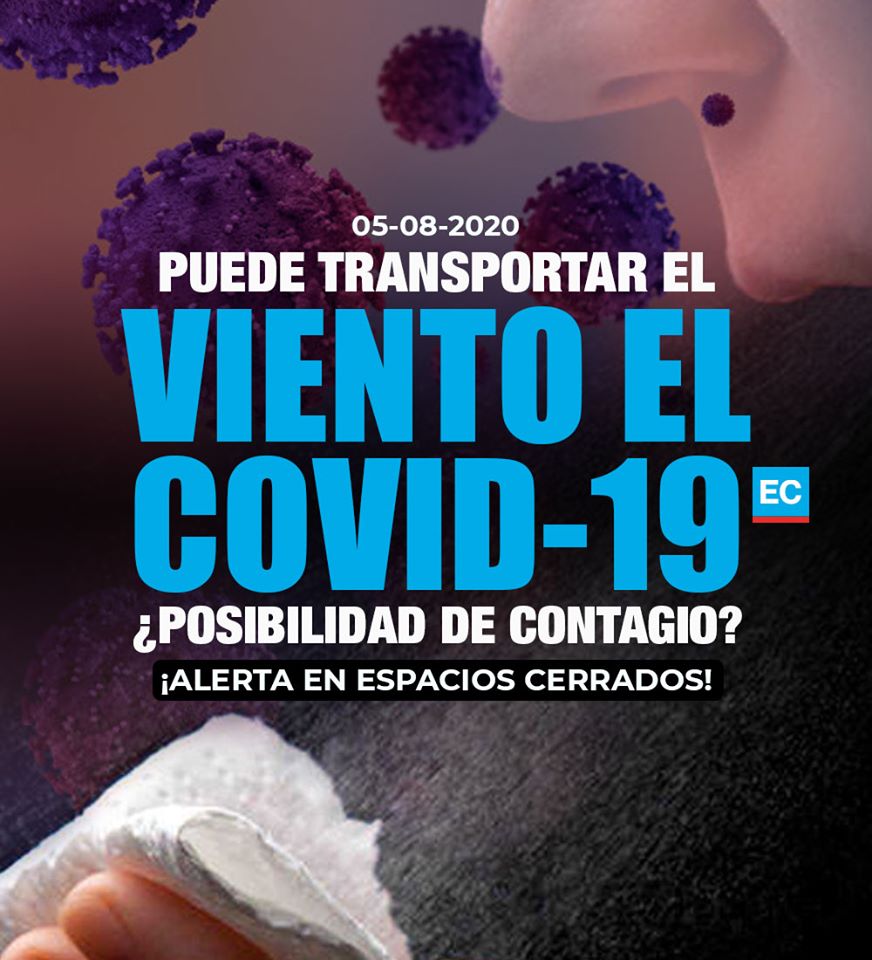 05-08-2020
PUEDE TRANSPORTAR EL
VIENTO EL
COVID-19
EC
¿POSIBILIDAD DE CONTAGIO?
¡ALERTA EN ESPACIOS CERRADOS!